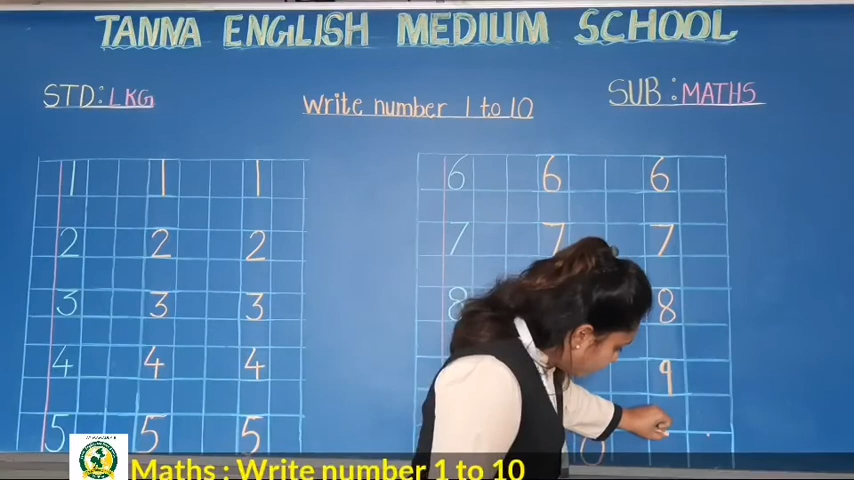 TANNA ENGLISH MEDIUM SCHOOL
STD: LKG
Write number 1 to 10
SUB: MATHS
1 1 1
2 2 2
3 3 3
4 4 4
5 5 5
6 6 6
7 7 7
8 8
9
Maths : Write number 1 to 10